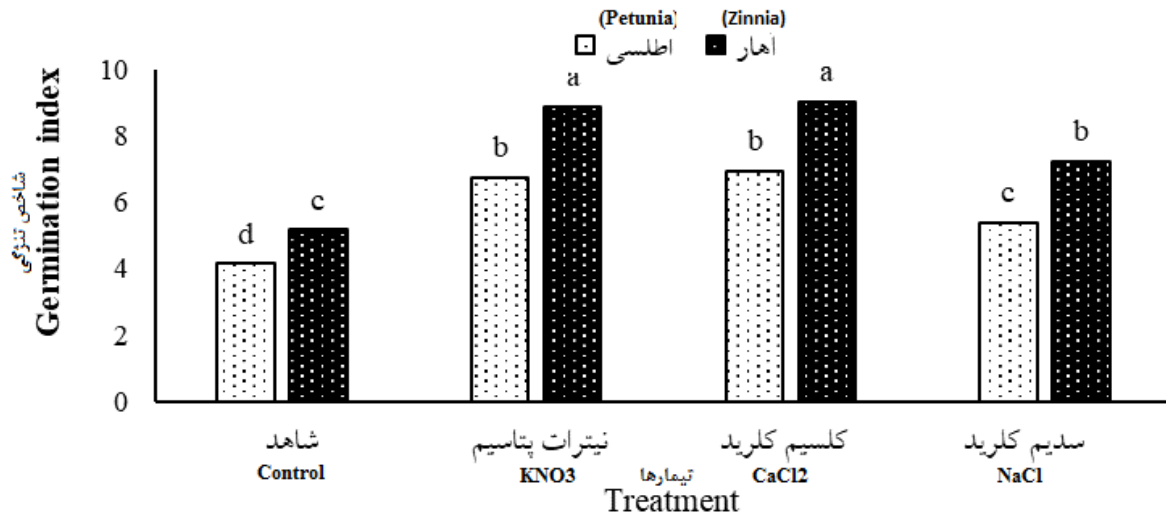 (Petunia) (Zinnia)
اطلسی آهار
شاخص تنژگی
Germination index
10
8
6
4
2
0
d c b a b a c b
شاهد نیترات پتاسیم کلسیم کلرید سدیم کلرید
Control KNO3 تیمارها CaCl2 NaCl
Treatment